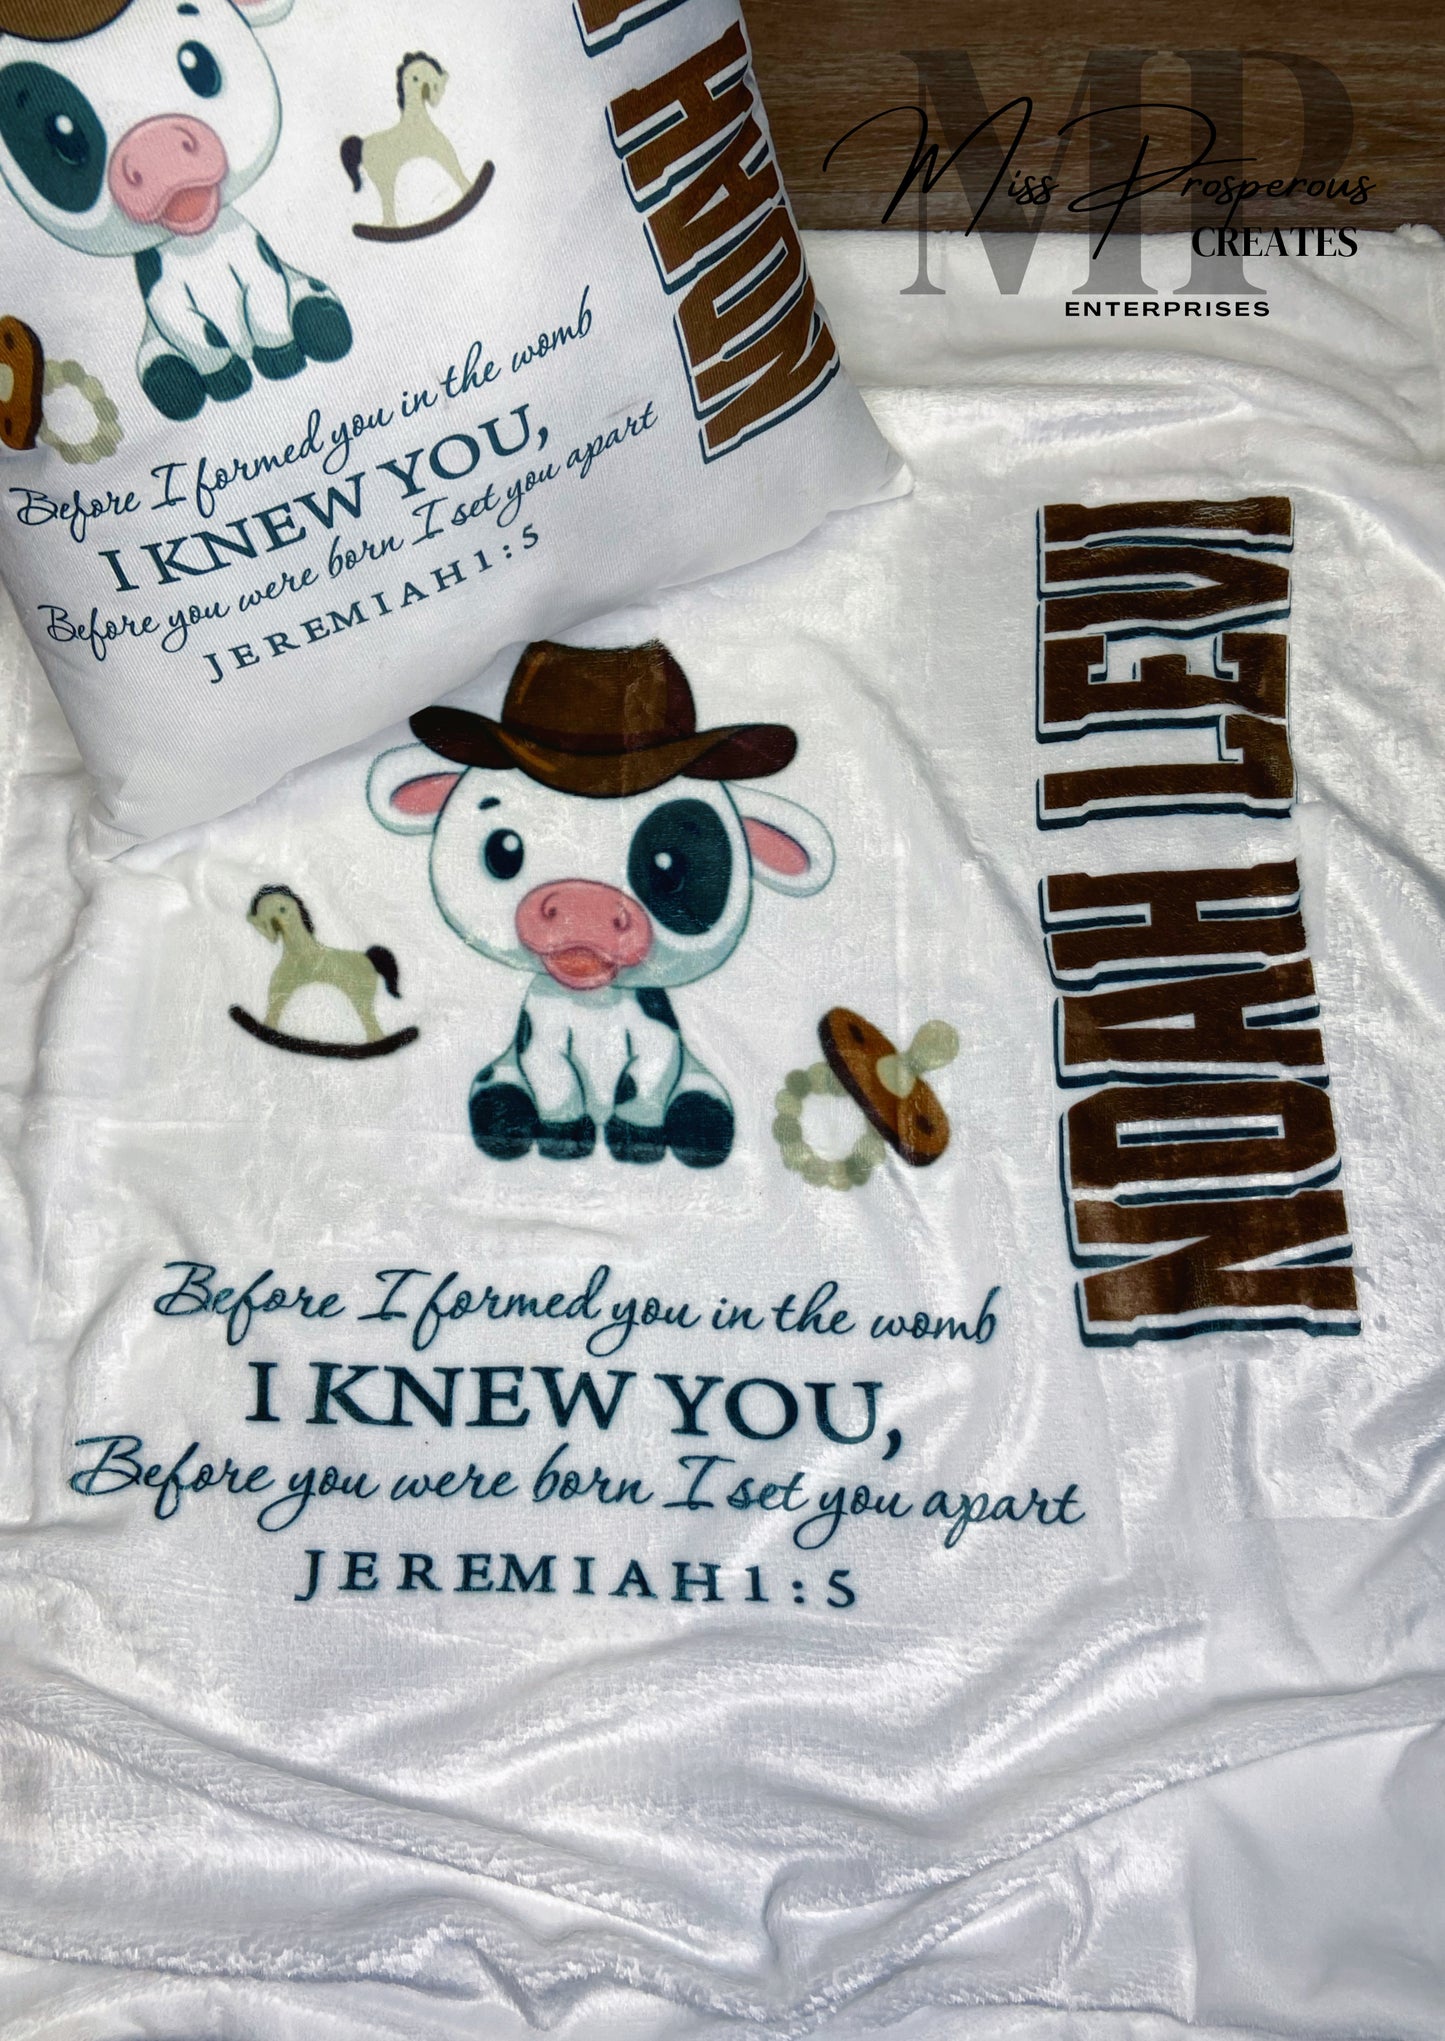 MP
Miss Prosperous
CREATES
ENTERPRISES
NOAH
Before I formed you in the womb
I KNEW YOU,
Before you were born I set you apart
JEREMIAH 1:5
NOAH LEVI
Before I formed you in the womb
I KNEW YOU,
Before you were born I set you apart
JEREMIAH 1:5